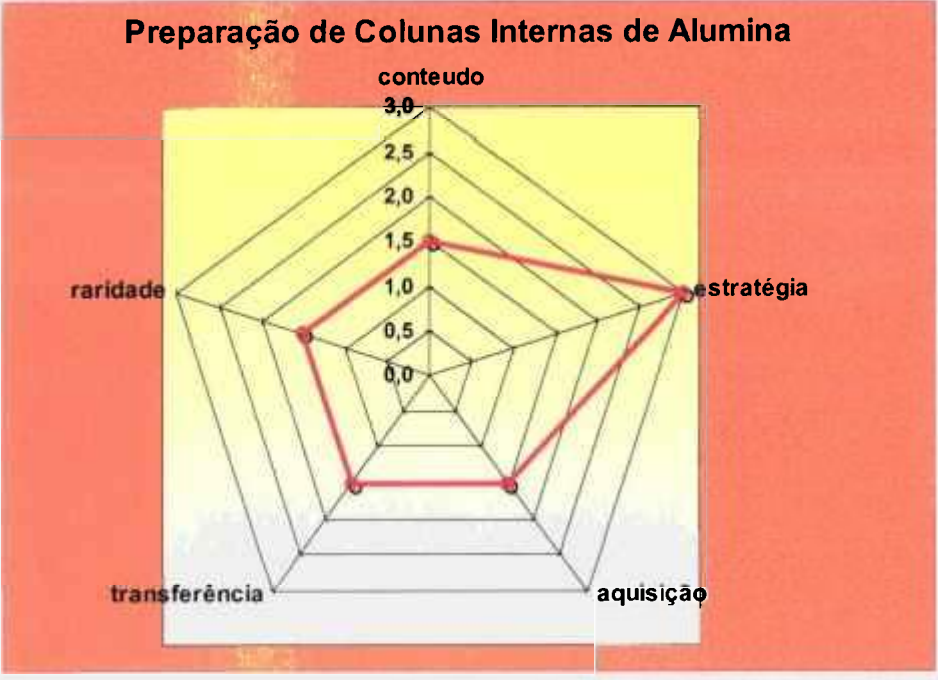 Preparação de Colunas Internas de Alumina
conteudo
3,0
2,5
2,0
1,5
1,0
0,5
0,0
raridade
estratégia
transferência
aquisição